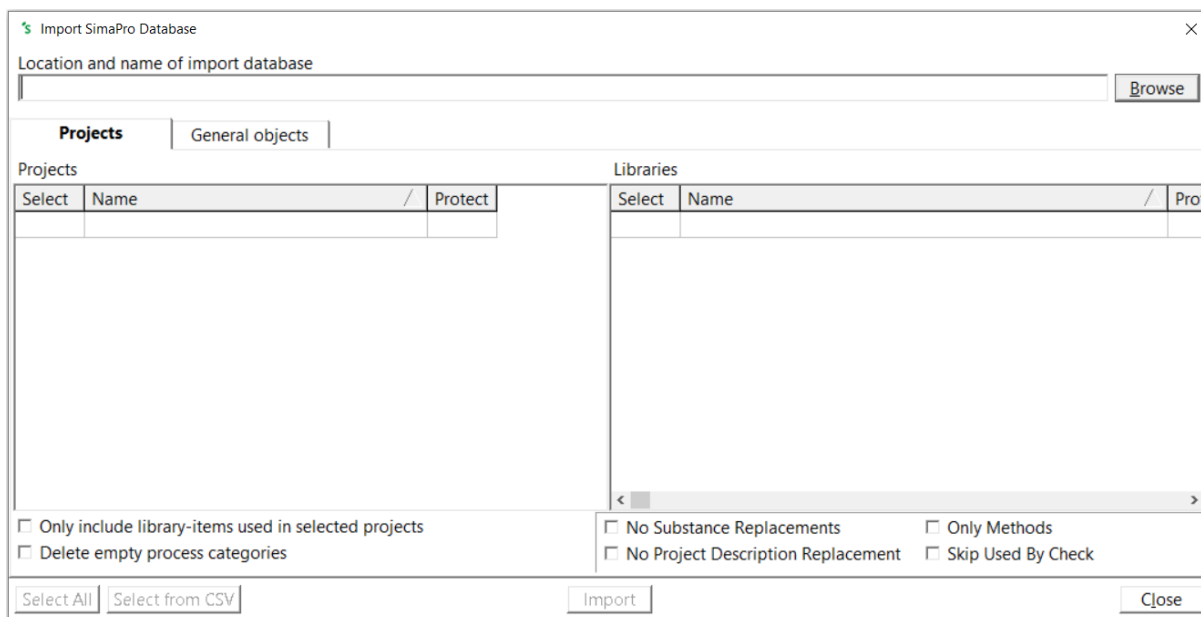 Import SimaPro Database
Location and name of import database
Browse
Projects General objects
Projects Libraries
Select Name Protect Select Name Pro
Only include library-items used in selected projects
Delete empty process categories
No Substance Replacements Only Methods
No Project Description Replacement Skip Used By Check
Select All Select from CSV Import Close